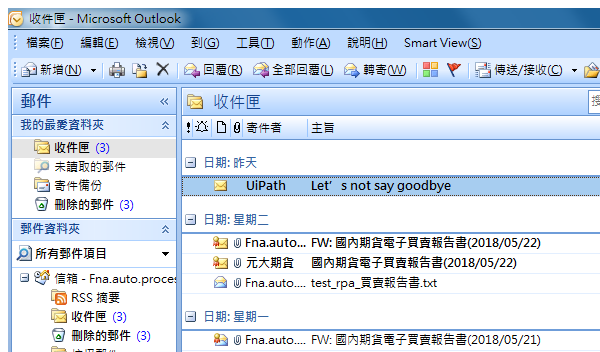 收件匣 - Microsoft Outlook
檔案(F) 編輯(E) 檢視(V) 到(G) 工具(T) 動作(A) 說明(H) Smart View(S)
新增(N) 回覆(R) 全部回覆(L) 轉寄(W) 傳送/接收(C)
郵件 «
收件匣
我的最愛資料夾
寄件者 主旨
收件匣 (3)
未讀取的郵件
寄件備份
刪除的郵件 (3)
日期: 昨天
UiPath Let's not say goodbye
郵件資料夾
日期: 星期二
所有郵件項目
Fna.auto.... FW: 國內期貨電子買賣報告書(2018/05/22)
元大期貨 國內期貨電子買賣報告書(2018/05/22)
信箱 - Fna.auto.proce
Fna.auto.... test_rpa_買賣報告書.txt
RSS 摘要
收件匣 (3)
日期: 星期一
刪除的郵件 (3)
Fna.auto.... FW: 國內期貨電子買賣報告書(2018/05/21)